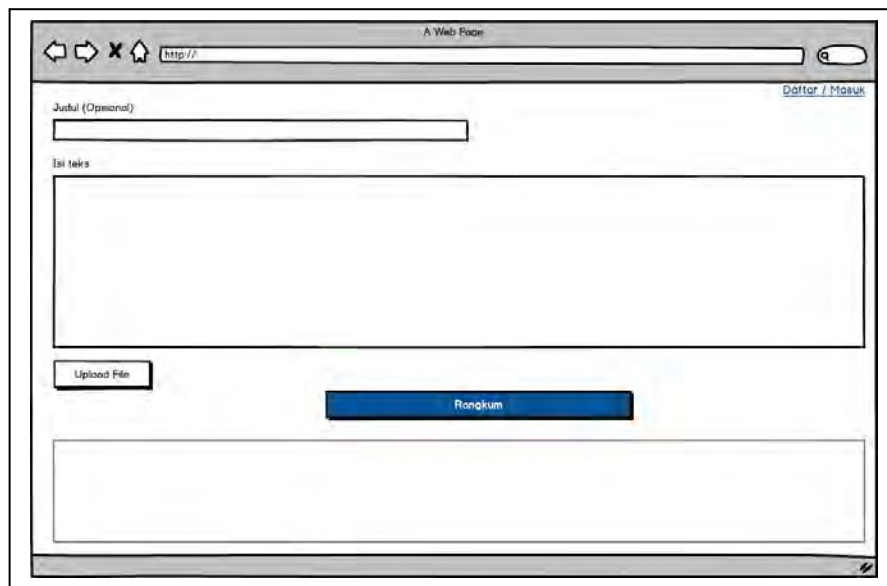 A Web Page
http://
Daftar / Masuk
Judul (Opsional)
Isi teks
Upload File
Rangkum